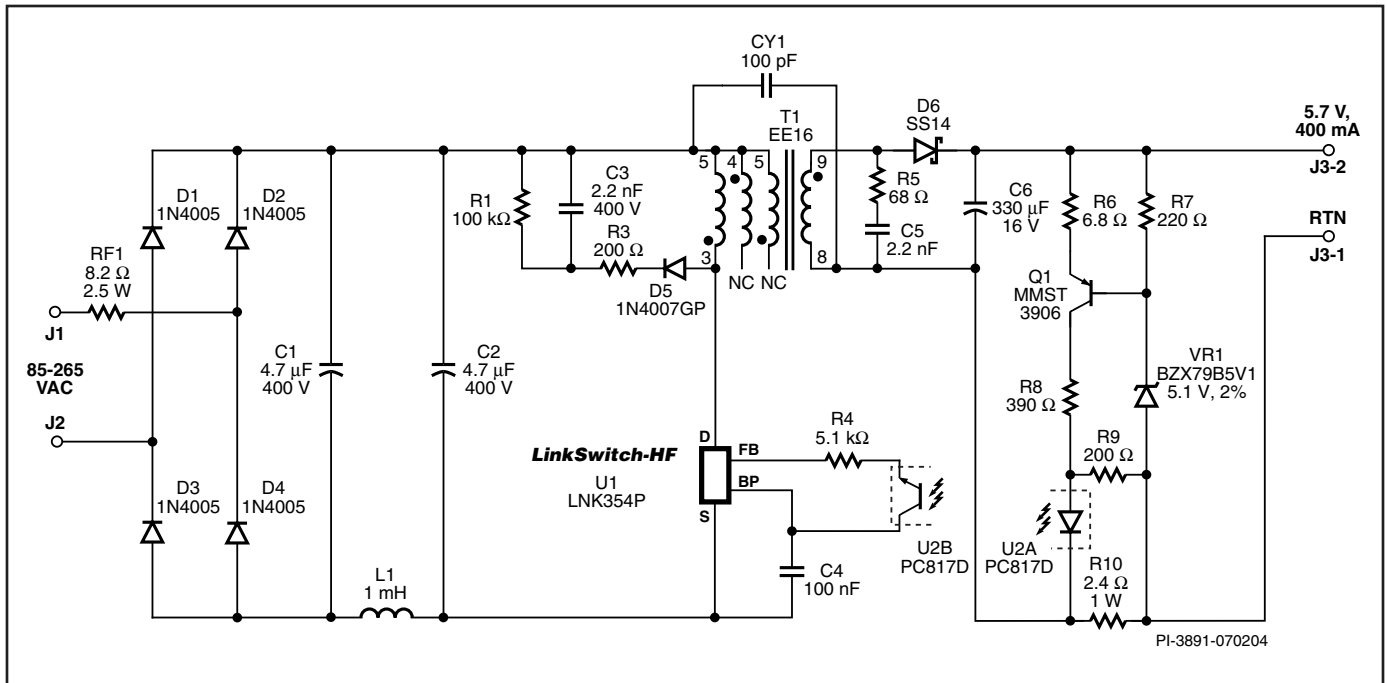 CY1
100 pF
T1
EE16
D6
SS14
5.7 V,
400 mA
J3-2
5
4
5
9
D1
1N4005
D2
1N4005
R1
100 kΩ
C3
2.2 nF
400 V
R5
68 Ω
C6
330 µF
16 V
R6
6.8 Ω
R7
220 Ω
RTN
J3-1
R3
200 Ω
C5
2.2 nF
3
8
NC
NC
D5
1N4007GP
RF1
8.2 Ω
2.5 W
Q1
MMST
3906
J1
85-265
VAC
J2
C1
4.7 µF
400 V
C2
4.7 µF
400 V
VR1
BZX79B5V1
5.1 V, 2%
R8
390 Ω
R4
5.1 kΩ
R9
200 Ω
D
FB
LinkSwitch-HF
U1
LNK354P
BP
S
D3
1N4005
D4
1N4005
U2B
PC817D
U2A
PC817D
L1
1 mH
C4
100 nF
R10
2.4 Ω
1 W
PI-3891-070204